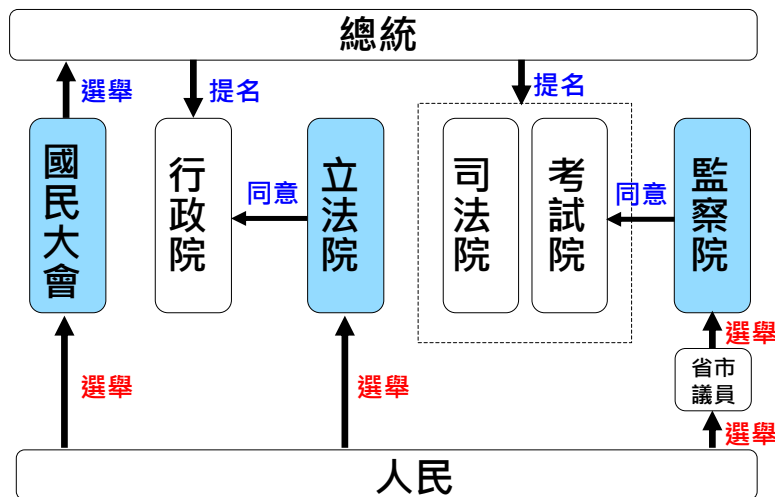 總統
選舉
提名
提名
國民大會
行政院
同意
立法院
司法院
考試院
同意
監察院
選舉
省市
議員
選舉
選舉
選舉
人民